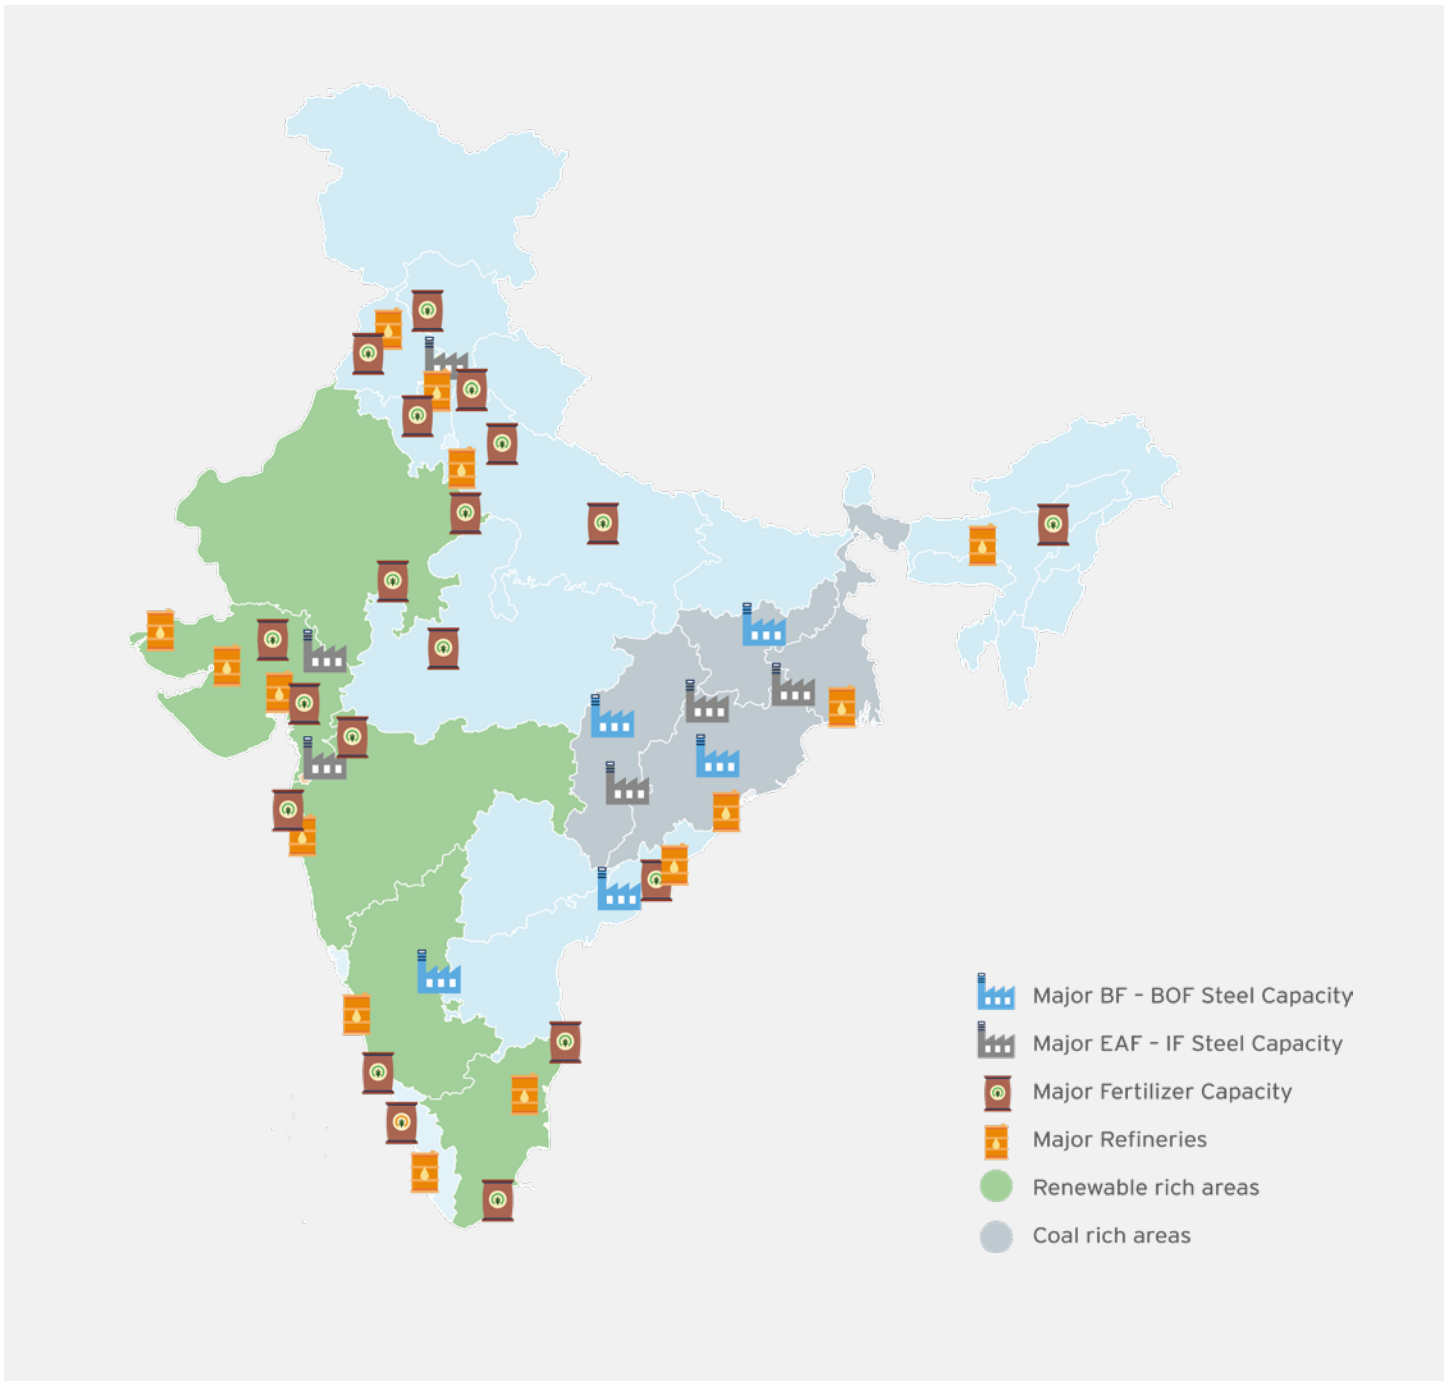 Major BF – BOF Steel Capacity
Major EAF – IF Steel Capacity
Major Fertilizer Capacity
Major Refineries
Renewable rich areas
Coal rich areas